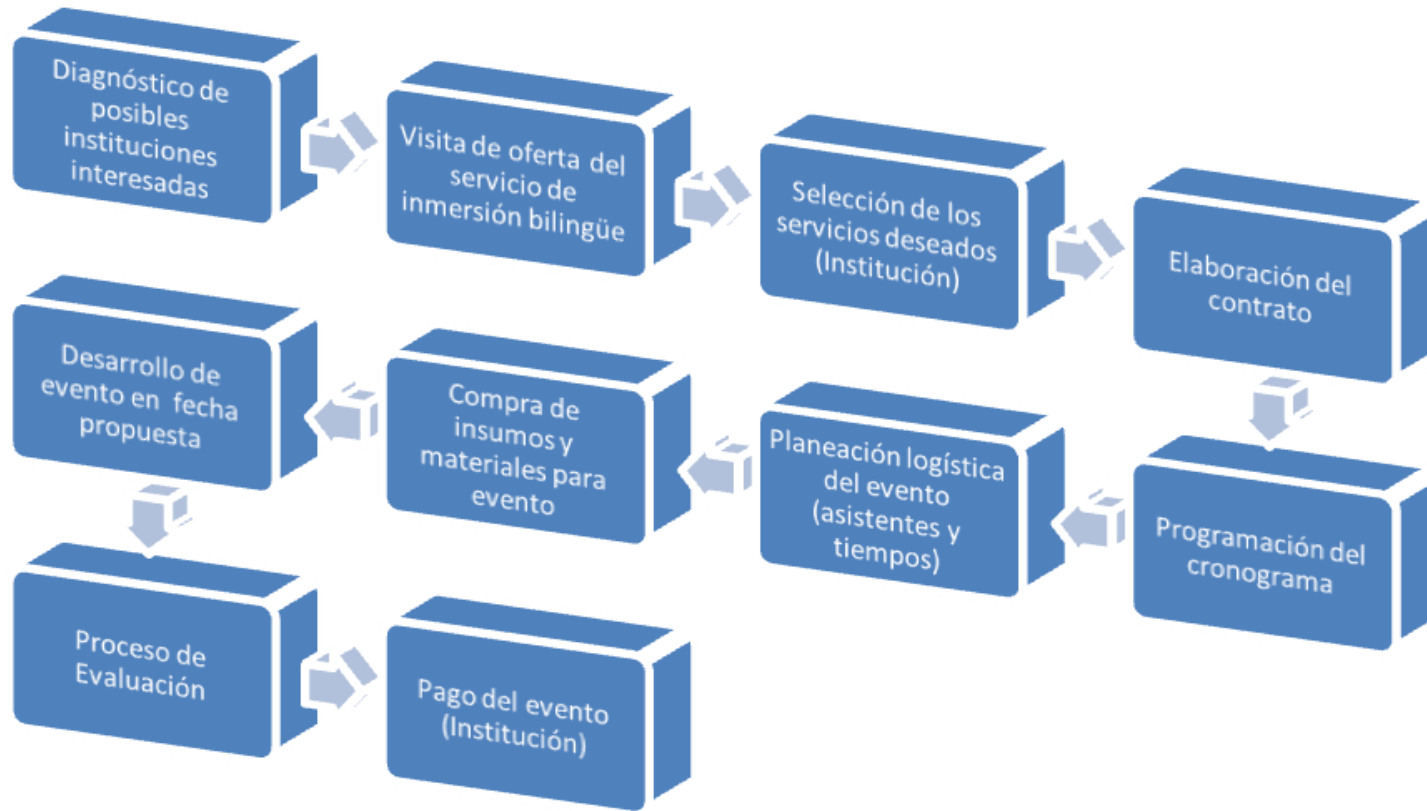 Diagnóstico de
posibles
instituciones
interesadas
Visita de oferta del
servicio de
inmersión bilingüe
Selección de los
servicios deseados
(Institución)
Elaboración del
contrato
Programación del
cronograma
Planeación logística
del evento
(asistentes y
tiempos)
Compra de
insumos y
materiales para
evento
Desarrollo de
evento en fecha
propuesta
Proceso de
Evaluación
Pago del evento
(Institución)